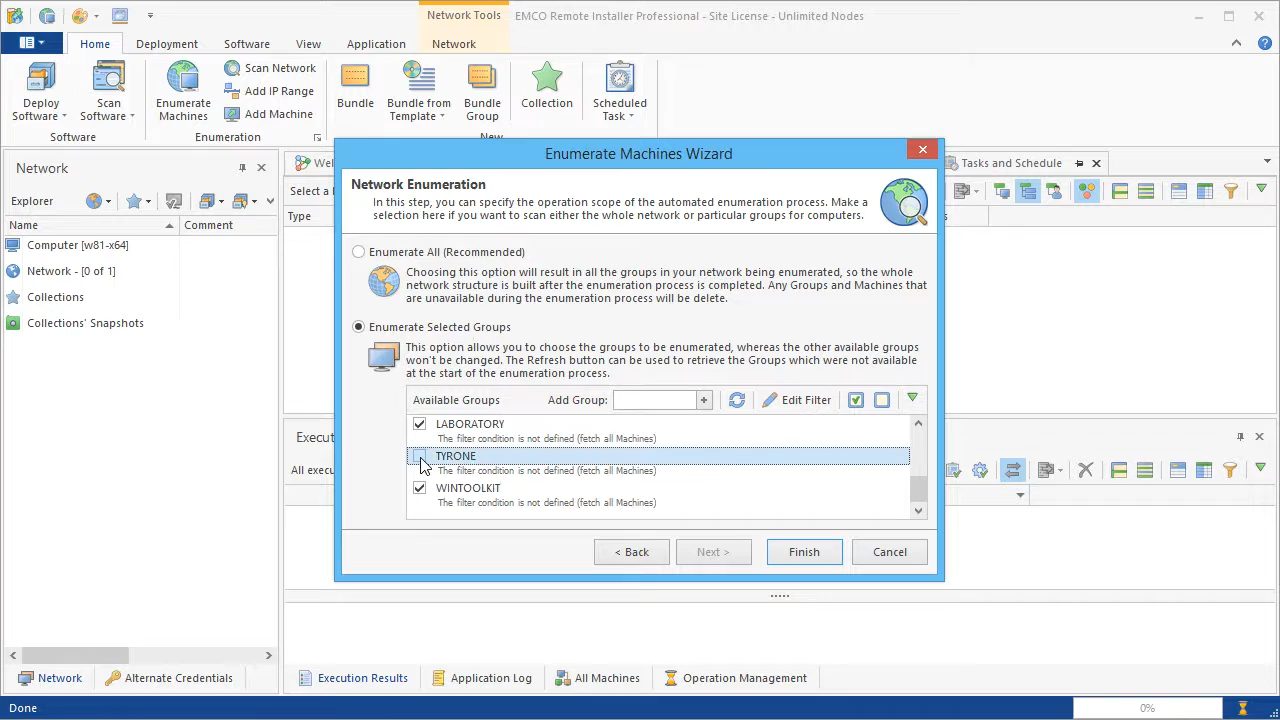 Network Tools
EMCO Remote Installer Professional - Site License - Unlimited Nodes
Home
Deployment
Software
View
Application
Network
Deploy Software
Scan Software
Software
Enumerate Machines
Scan Network
Add IP Range
Add Machine
Enumeration
Bundle
Bundle from Template
Bundle Group
Collection
Scheduled Task
New
Network
Explorer
Name
Comment
Computer [w81-x64]
Network - [0 of 1]
Collections
Collections' Snapshots
Network
Alternate Credentials
Wel
Tasks and Schedule
Select a
Type
Enumerate Machines Wizard
Network Enumeration
In this step, you can specify the operation scope of the automated enumeration process. Make a
selection here if you want to scan either the whole network or puticular groups for computers.
Enumerate All (Recommended)
Choosing this option will result in all the groups in your network being enumerated, so the whole
network structure is built after the enumeration process is completed. Any Groups and Machines that
are unavailable during the enumeration process will be delete.
Enumerate Selected Groups
This option allows you to choose the groups to be enumerated, whereas the other available groups
won't be changed. The Refresh button can be used to retrieve the Groups which were not available
at the start of the enumeration process.
Available Groups
Add Group:
Edit Filter
LABORATORY
The filter condition is not defined (fetch all Machines)
TYRONE
The filter condition is not defined (fetch all Machines)
WINTOOLKIT
The filter condition is not defined (fetch all Machines)
< Back
Next >
Finish
Cancel
Execu
All exec
Execution Results
Application Log
All Machines
Operation Management
Done
0%